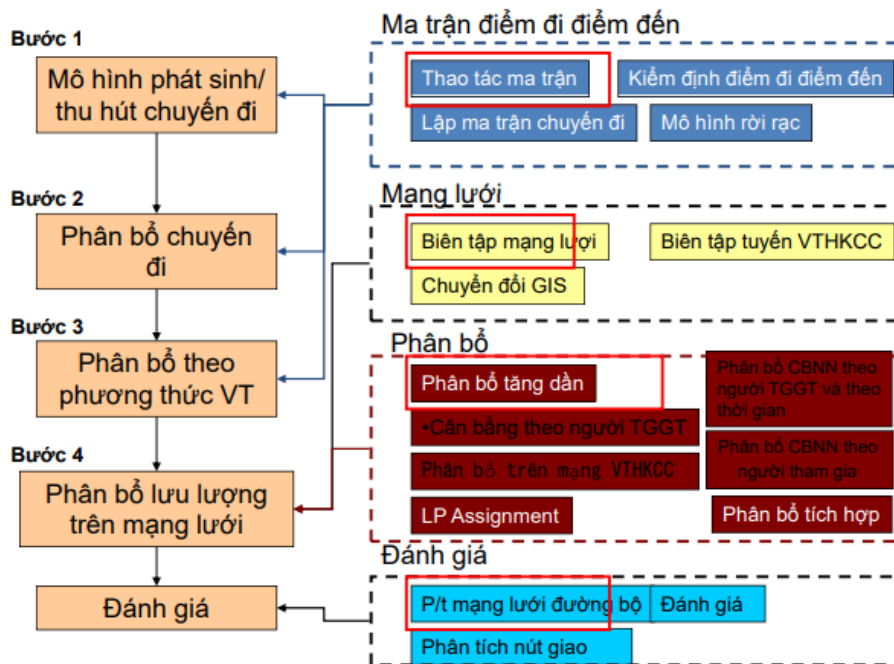 Bước 1
Mô hình phát sinh/
thu hút chuyến đi
Bước 2
Phân bổ chuyến
đi
Bước 3
Phân bổ theo
phương thức VT
Bước 4
Phân bổ lưu lượng
trên mạng lưới
Đánh giá
Ma trận điểm đi điểm đến
Thao tác ma trận
Kiểm định điểm đi điểm đến
Lập ma trận chuyến đi
Mô hình rời rạc
Mạng lưới
Biên tập mạng lượi
Biên tập tuyến VTHKCC
Chuyển đổi GIS
Phân bổ
Phân bổ tăng dần
Phân bổ CBNN theo
người TGGT và theo
thời gian
•Cân bằng theo người TGGT
Phân bổ trên mạng VTHKCC
Phân bổ CBNN theo
người tham gia
LP Assignment
Phân bổ tích hợp
Đánh giá
P/t mạng lưới đường bộ
Đánh giá
Phân tích nút giao